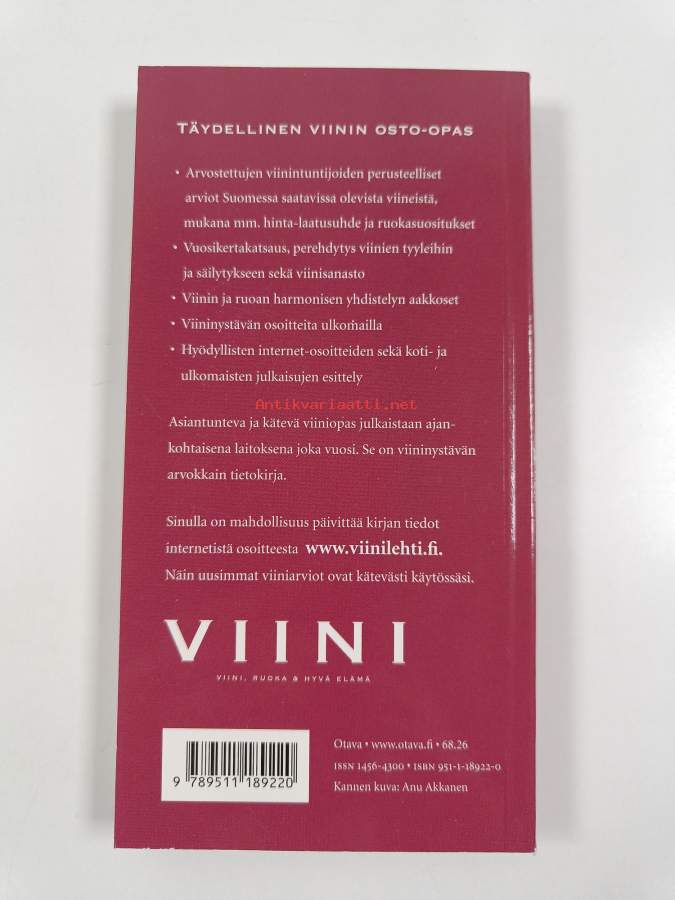 TÄYDELLINEN VIININ OSTO-OPAS
• Arvostettujen viinintuntijoiden perusteelliset
arviot Suomessa saatavissa olevista viineistä,
mukana mm. hinta-laatusuhde ja ruokasuositukset
• Vuosikertakatsaus, perehdytys viinien tyyleihin
ja säilytykseen sekä viinisanasto
• Viinin ja ruoan harmonisen yhdistelyn aakkoset
• Viininystävän osoitteita ulkomailla
• Hyödyllisten internet-osoitteiden sekä koti- ja
ulkomaisten julkaisujen esittely
Antikvariaatti.net
Asiantunteva ja kätevä viiniopas julkaistaan ajan-
kohtaisena laitoksena joka vuosi. Se on viininystävän
arvokkain tietokirja.
Sinulla on mahdollisuus päivittää kirjan tiedot
internetistä osoitteesta www.viinilehti.fi.
Näin uusimmat viiniarviot ovat kätevästi käytössäsi.
VIINI
VIINI, RUOKA & HYVÄ ELÄMÄ
Otava • www.otava.fi • 68.26
ISSN 1456-4300 • ISBN 951-1-18922-0
Kannen kuva: Anu Akkanen
9 789511 189220